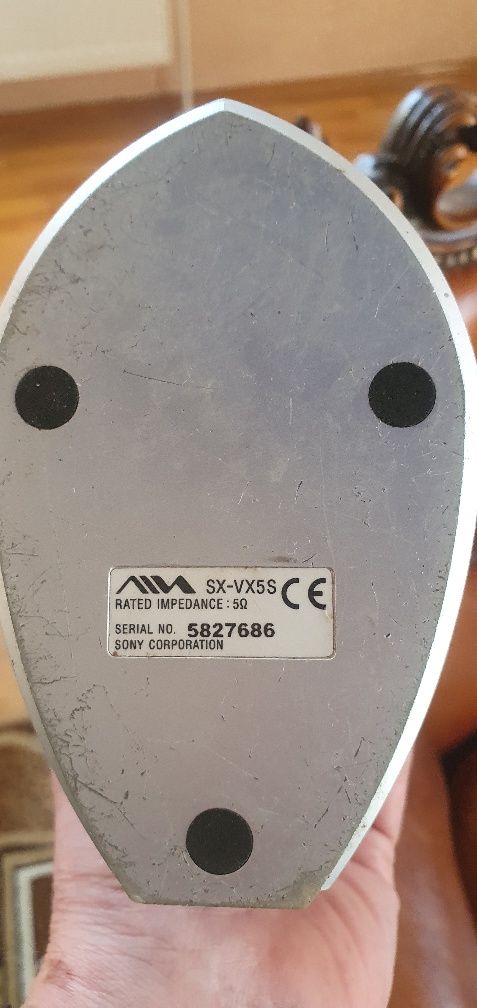 AIWA SX-VX5S CE
RATED IMPEDANCE : 5Ω
SERIAL NO. 5827686
SONY CORPORATION